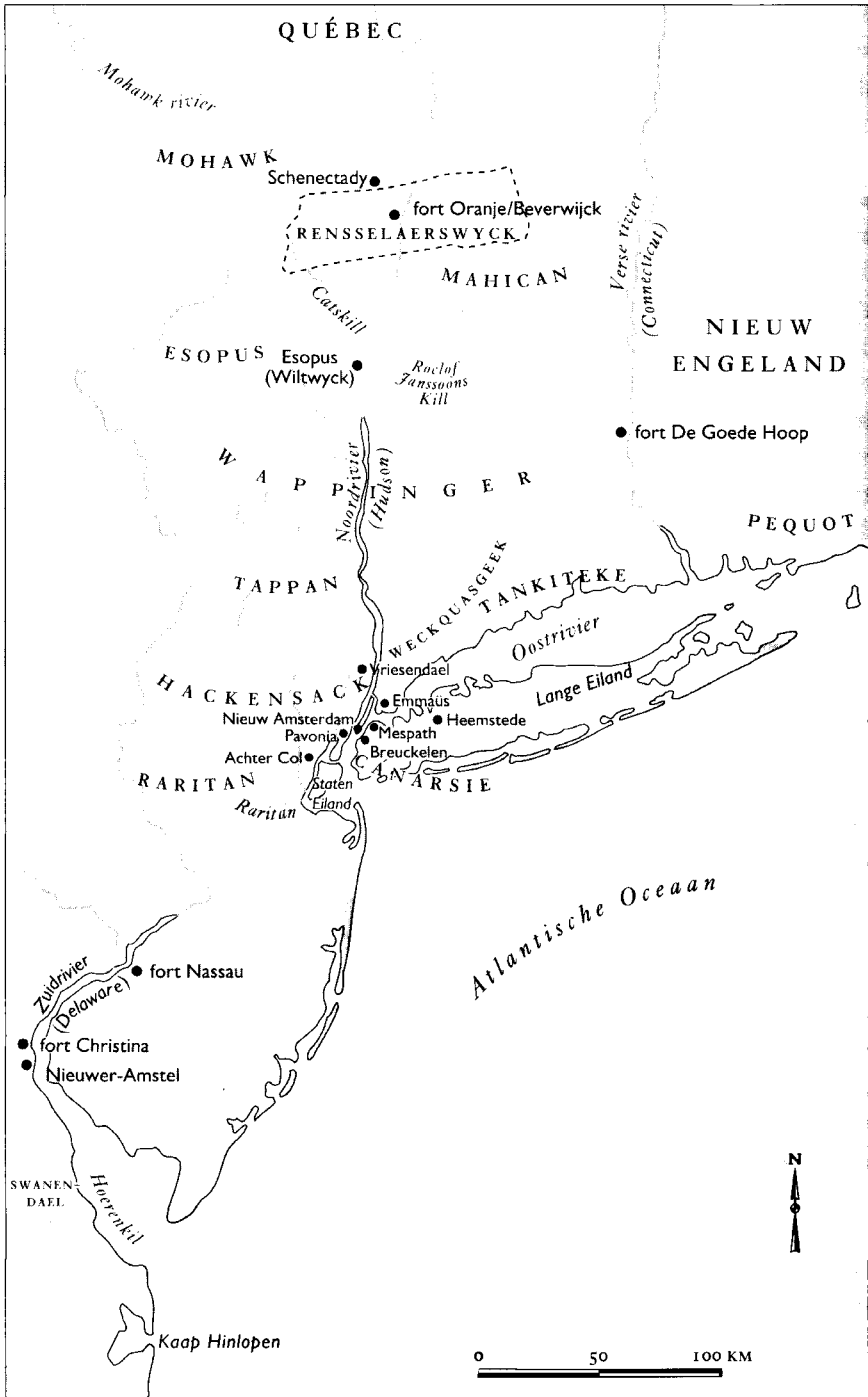 QUÉBEC
Mohawk rivier
MOHAWK
Schenectady
fort Oranje/Beverwijck
RENSSELAERSWYCK
MAHICAN
Verse rivier
(Connecticut)
Catskill
NIEUW
ENGELAND
ESOPUS
Esopus
(Wiltwyck)
Roelof
Janssoons
Kill
fort De Goede Hoop
WAPPINGER
Noordrivier
(Hudson)
PEQUOT
TAPPAN
WECKQUASGEEK
TANKITEKE
Oostrivier
Vriesendael
HACKENSACK
Lange Eiland
Emmaüs
Nieuw Amsterdam
Heemstede
Pavonia
Mespath
Breuckelen
Achter Col
CANARSIE
RARITAN
Staten
Eiland
Raritan
Atlantische Oceaan
Zuidrivier
(Delaware)
fort Nassau
fort Christina
Nieuwer-Amstel
SWANEN-
DAEL
Hoerenkil
N
Kaap Hinlopen
0 50 100 KM